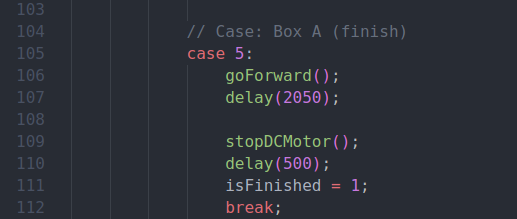 103
104 // Case: Box A (finish)
105 case 5:
106 goForward();
107 delay(2050);
108
109 stopDCMotor();
110 delay(500);
111 isFinished = 1;
112 break;